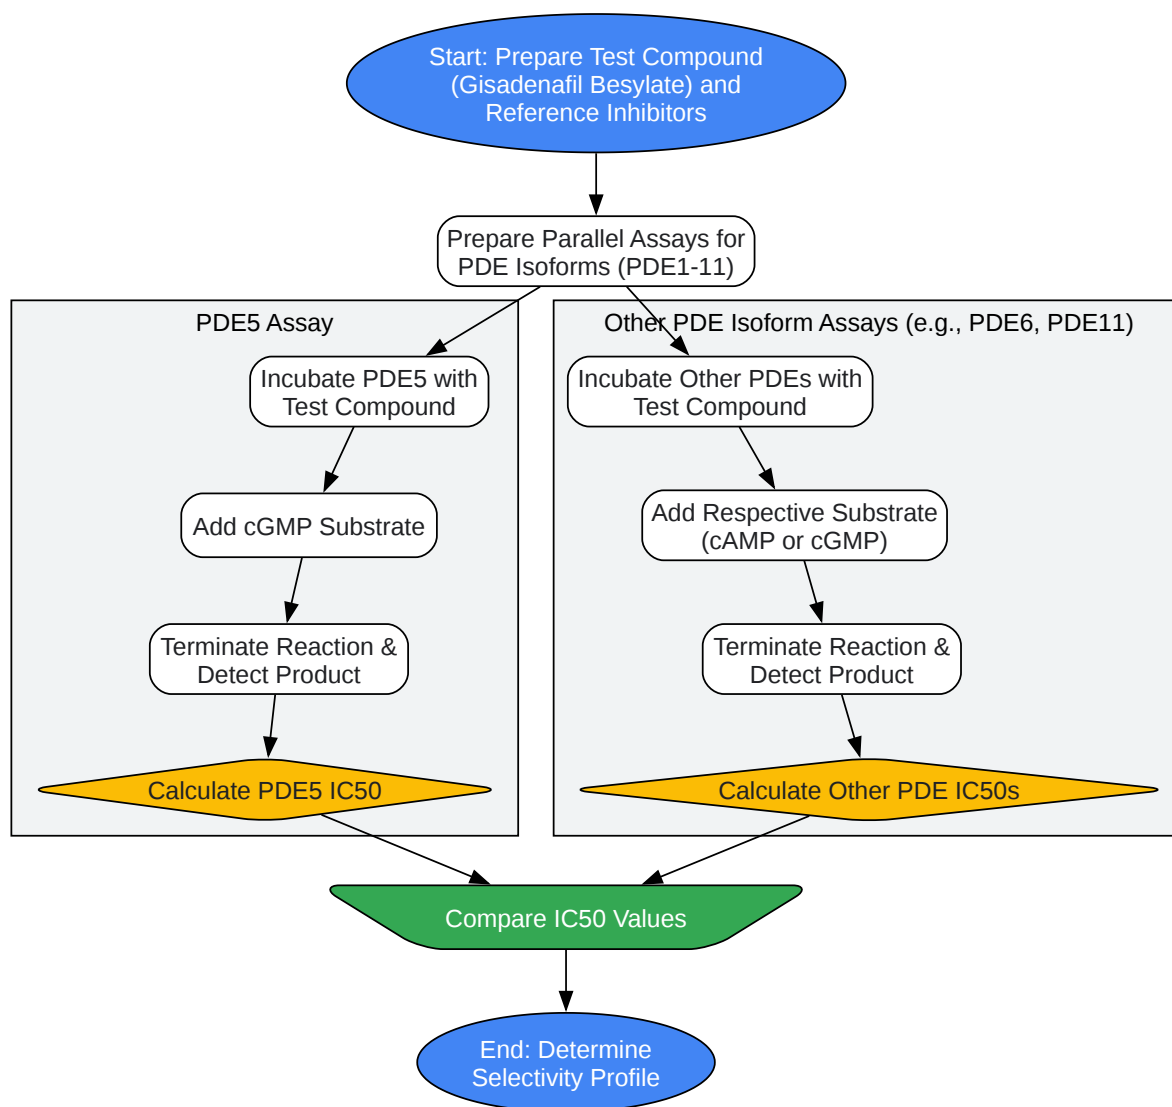 Start: Prepare Test Compound
(Gisadenafil Besylate) and
Reference Inhibitors
Prepare Parallel Assays for
PDE Isoforms (PDE1-11)
PDE5 Assay
Incubate PDE5 with
Test Compound
Add cGMP Substrate
Terminate Reaction &
Detect Product
Calculate PDE5 IC50
Other PDE Isoform Assays (e.g., PDE6, PDE11)
Incubate Other PDEs with
Test Compound
Add Respective Substrate
(cAMP or cGMP)
Terminate Reaction &
Detect Product
Calculate Other PDE IC50s
Compare IC50 Values
End: Determine
Selectivity Profile